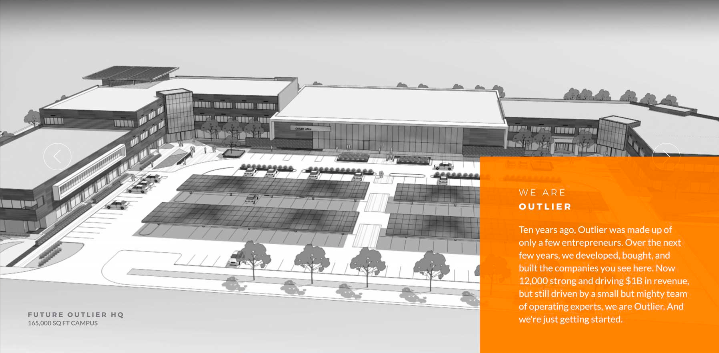 WE ARE
OUTLIER
Ten years ago, Outlier was made up of
only a few entrepreneurs. Over the next
few years, we developed, bought, and
built the companies you see here. Now
12,000 strong and driving $1B in revenue,
but still driven by a small but mighty team
of operating experts, we are Outlier. And
we're just getting started.
FUTURE OUTLIER HQ
165,000 SQ FT CAMPUS